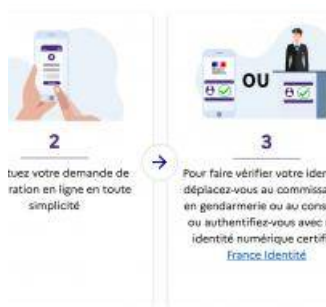 OU
2
tuez votre demande de
ration en ligne en toute
simplicité
3
Pour faire vérifier votre iden
déplacez-vous au commissa
en gendarmerie ou au cons
ou authentifiez-vous avec
identité numérique certifi
France Identité